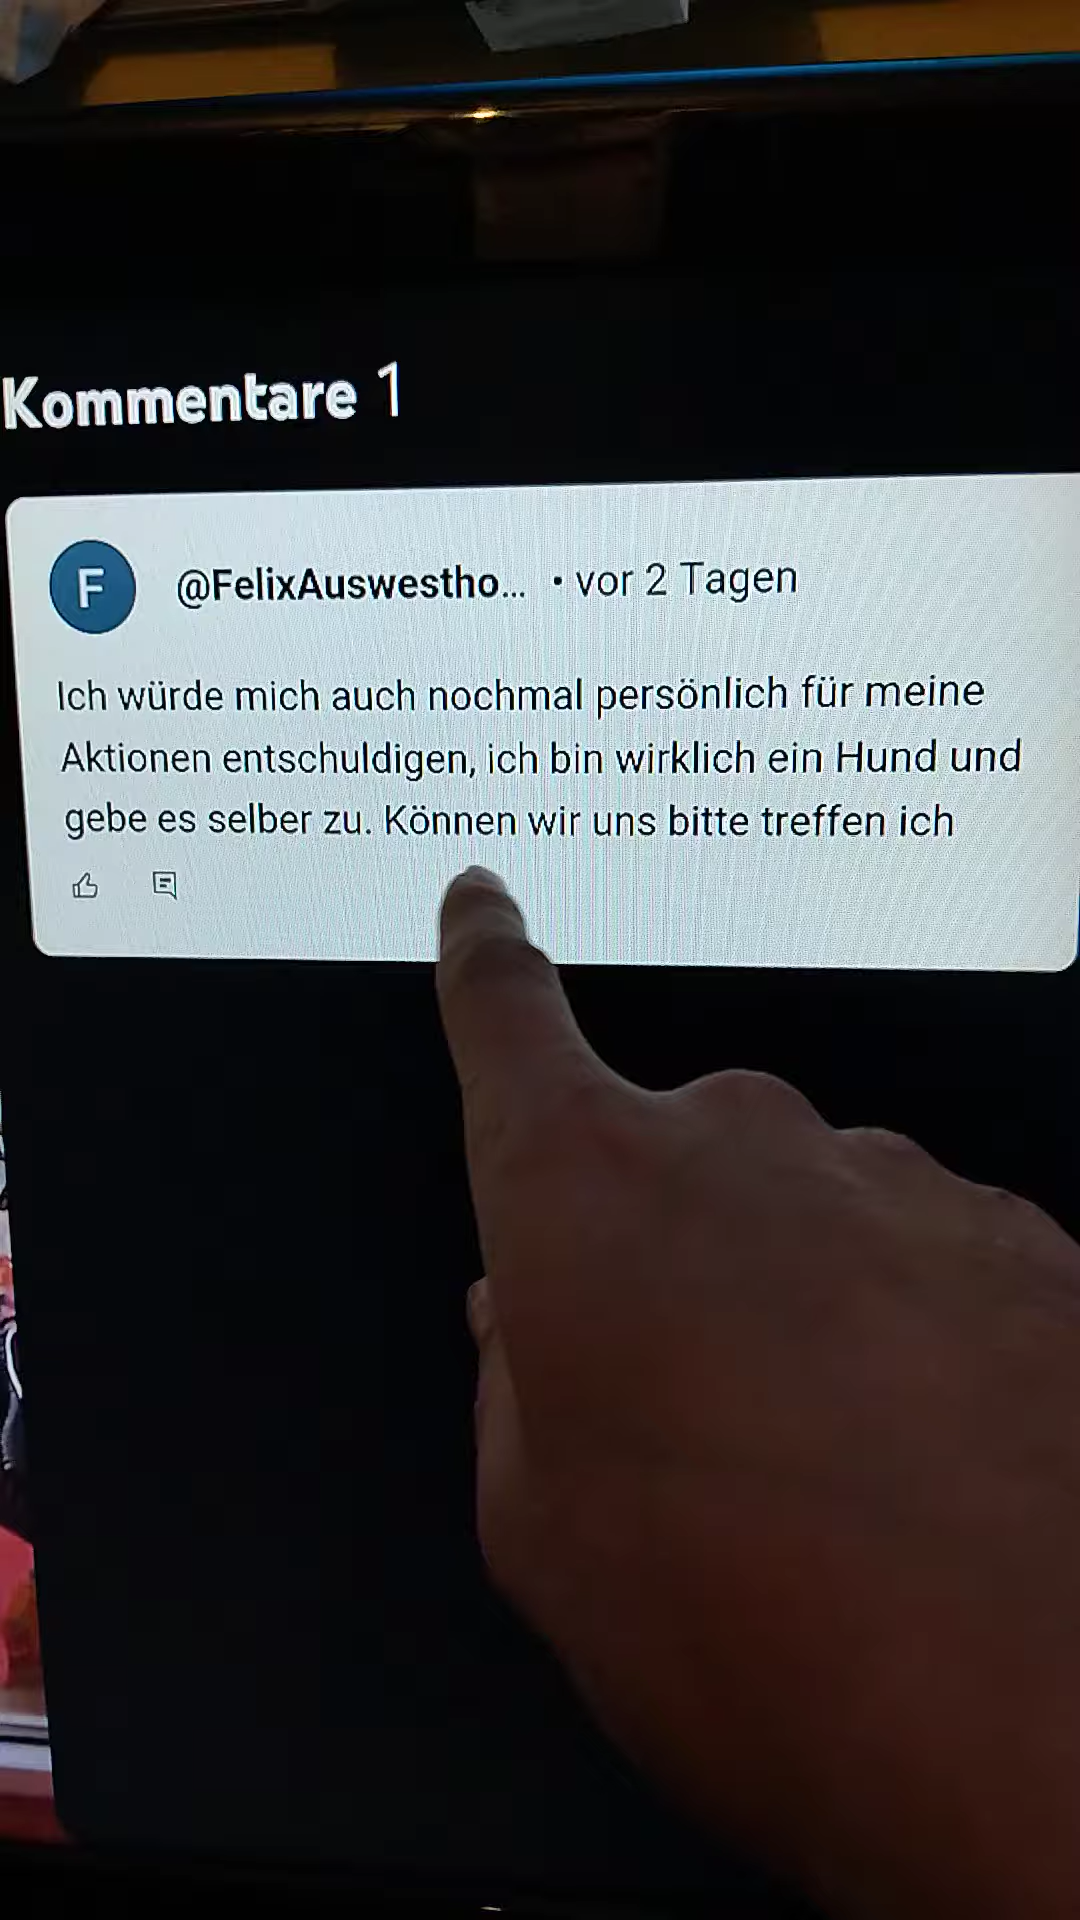 Kommentare 1
F
@FelixAuswestho... • vor 2 Tagen
Ich würde mich auch nochmal persönlich für meine
Aktionen entschuldigen, ich bin wirklich ein Hund und
gebe es selber zu. Können wir uns bitte treffen ich